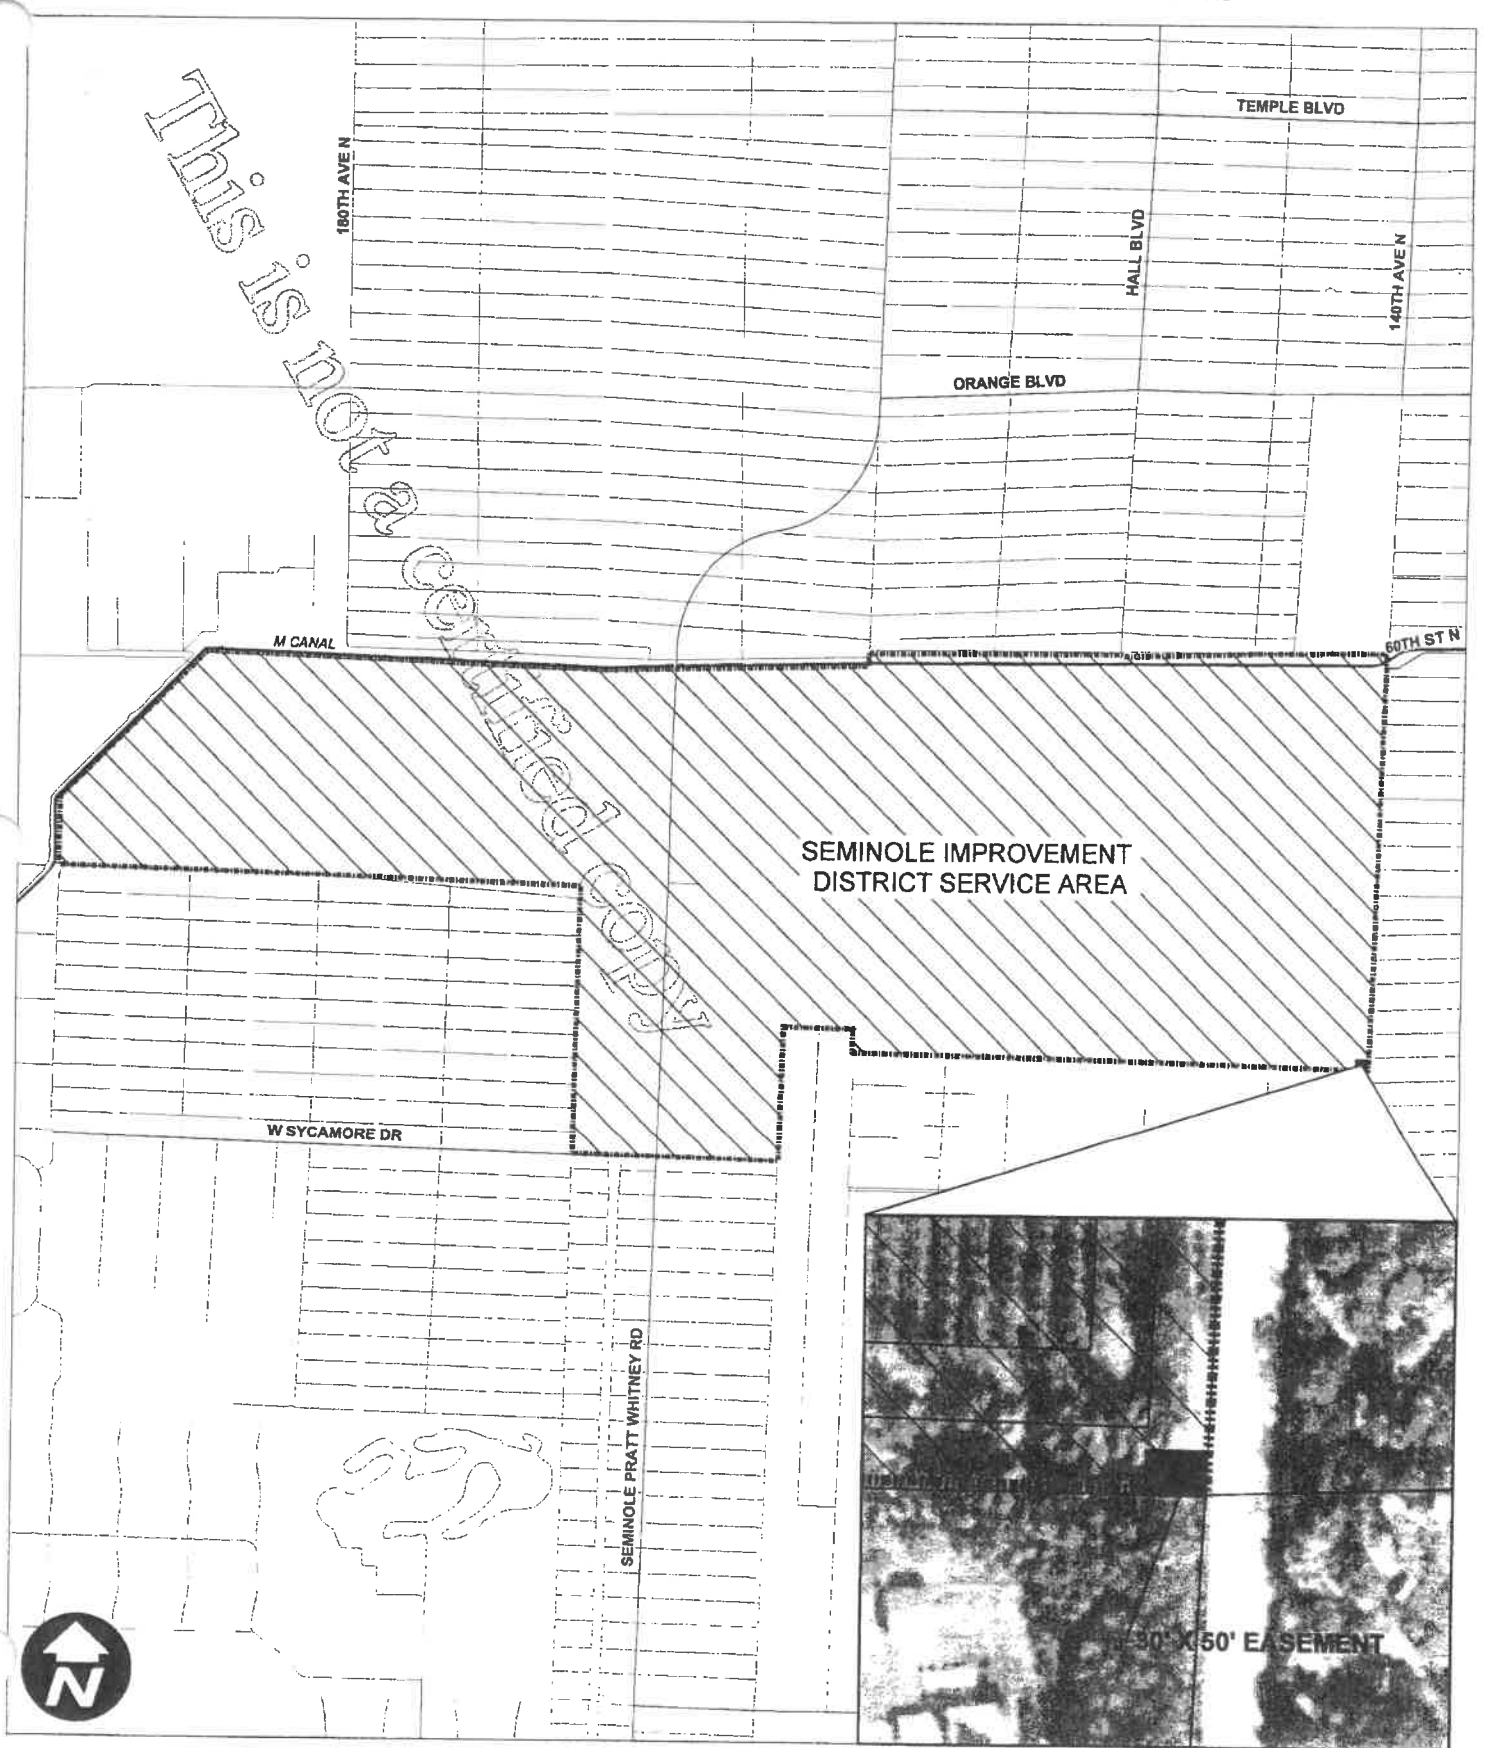 TEMPLE BLVD
180TH AVE N
HALL BLVD
140TH AVE N
ORANGE BLVD
This is not a certified copy
M CANAL
60TH ST N
SEMINOLE IMPROVEMENT
DISTRICT SERVICE AREA
W SYCAMORE DR
SEMINOLE PRATT WHITNEY RD
30' X 50' EASEMENT
N